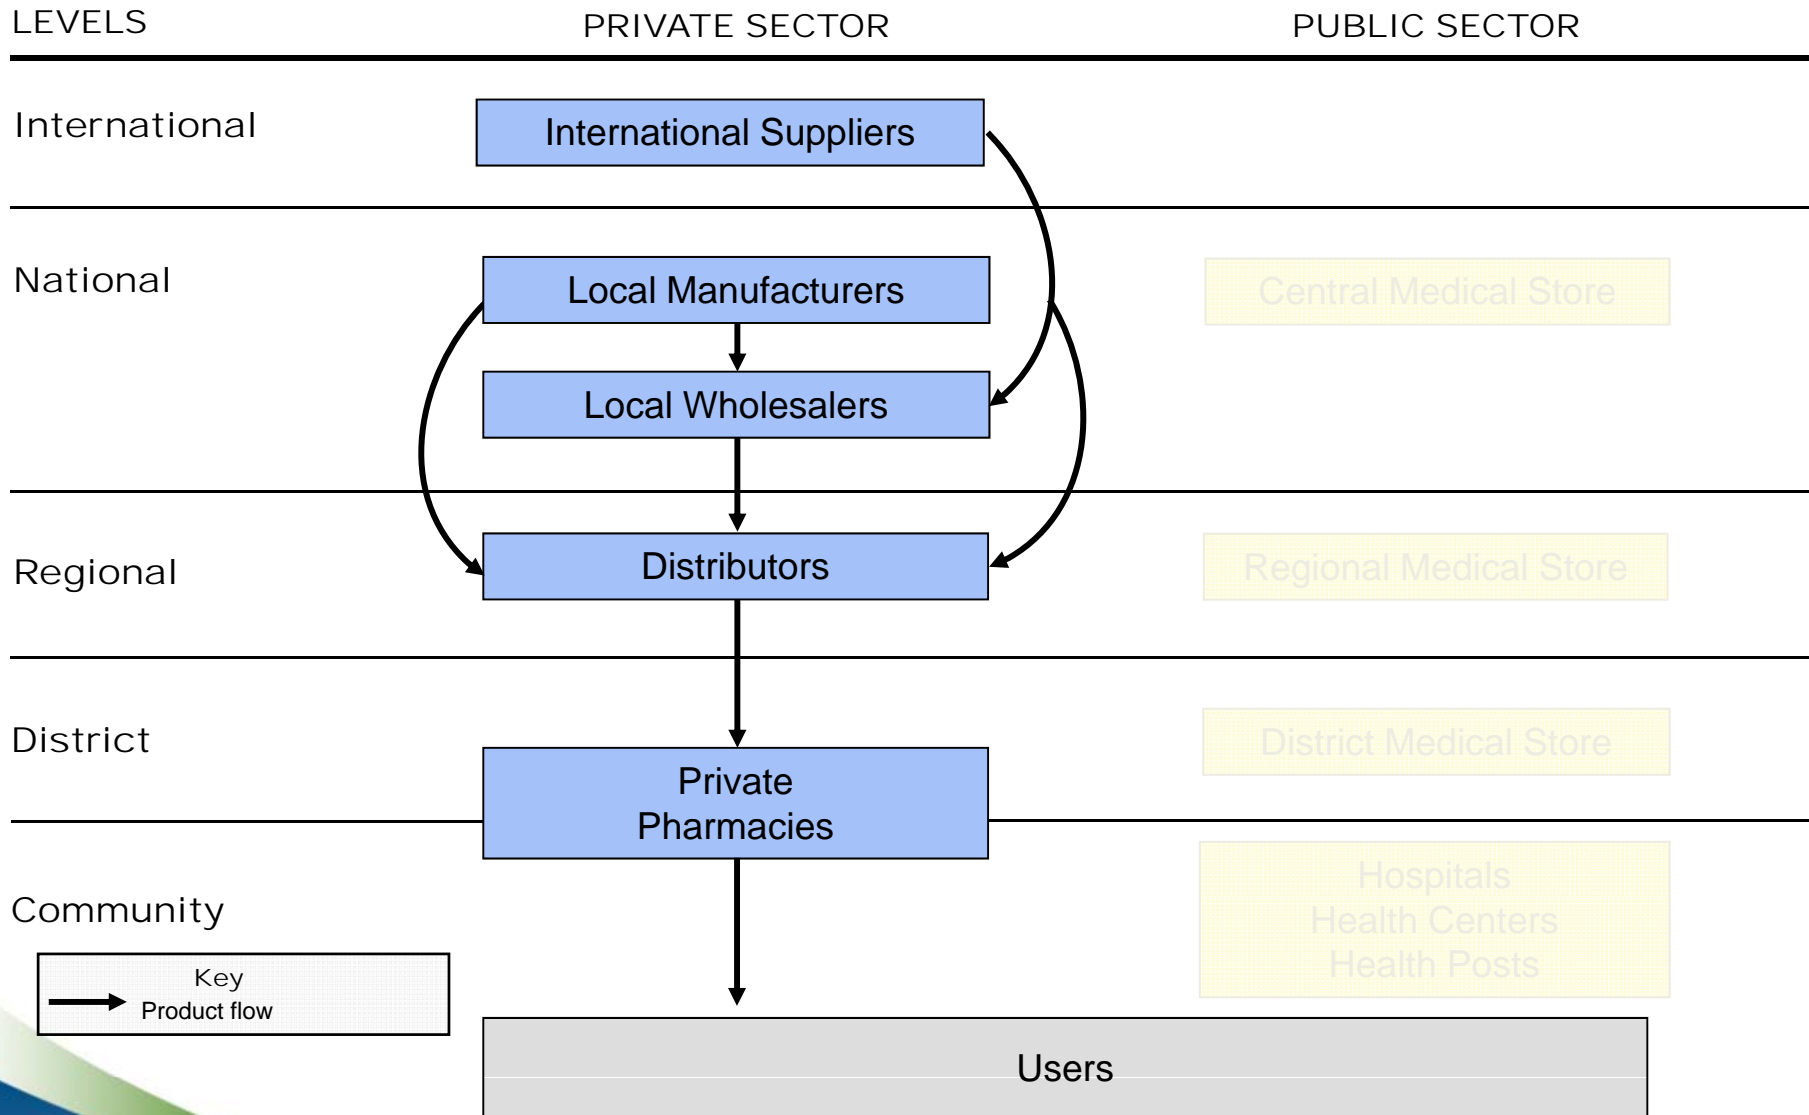 LEVELS
PRIVATE SECTOR
PUBLIC SECTOR
International
International Suppliers
National
Local Manufacturers
Central Medical Store
Local Wholesalers
Regional
Distributors
Regional Medical Store
District
District Medical Store
Private
Pharmacies
Community
Hospitals
Health Centers
Health Posts
Key
Product flow
Users